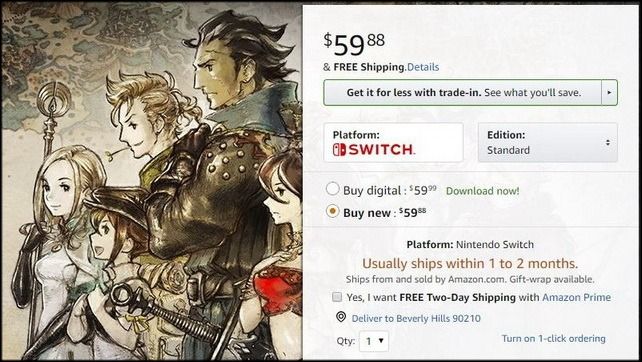 $59 88
& FREE Shipping. Details
Get it for less with trade-in. See what you'll save.
Platform:
SWITCH.
Edition:
Standard
Buy digital : $59 99 Download now!
Buy new : $59 88
Platform: Nintendo Switch
Usually ships within 1 to 2 months.
Ships from and sold by Amazon.com. Gift-wrap available.
Yes, I want FREE Two-Day Shipping with Amazon Prime
Deliver to Beverly Hills 90210
Qty: 1
Turn on 1-click ordering